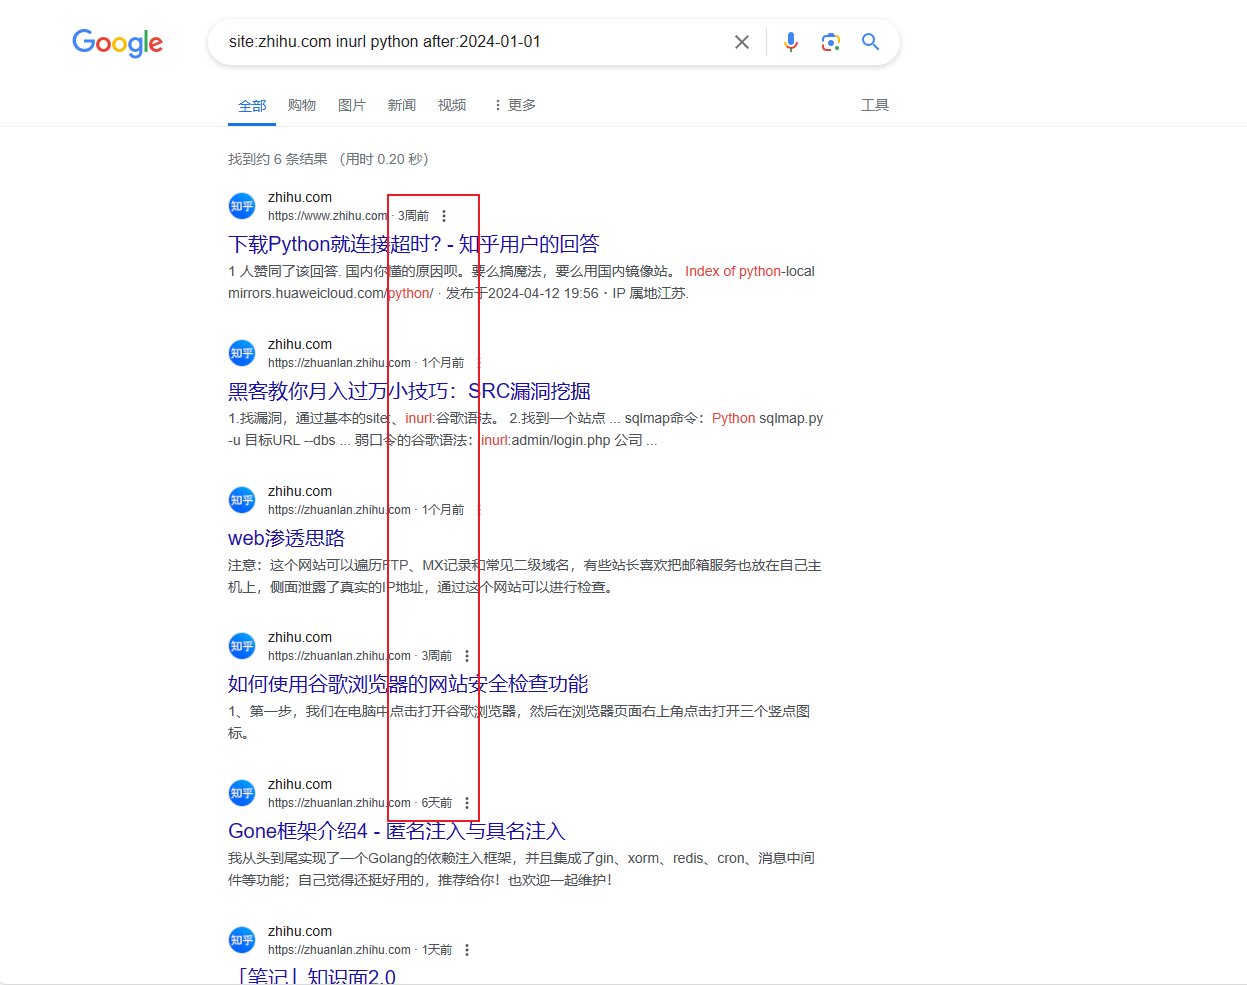 Google
site:zhihu.com inurl python after:2024-01-01
全部 购物 图片 新闻 视频 更多 工具
找到约 6 条结果 （用时 0.20 秒）
知乎 zhihu.com
https://www.zhihu.com · 3周前
下载Python就连接超时? - 知乎用户的回答
1 人赞同了该回答. 国内你懂的原因呗。要么搞魔法，要么用国内镜像站。 Index of python-local
mirrors.huaweicloud.com/python/ · 发布于2024-04-12 19:56・IP 属地江苏.
知乎 zhihu.com
https://zhuanlan.zhihu.com · 1个月前
黑客教你月入过万小技巧：SRC漏洞挖掘
1.找漏洞，通过基本的site:、inurl:谷歌语法。 2.找到一个站点 ... sqlmap命令：Python sqlmap.py
-u 目标URL --dbs ... 弱口令的谷歌语法：inurl:admin/login.php 公司 ...
知乎 zhihu.com
https://zhuanlan.zhihu.com · 1个月前
web渗透思路
注意：这个网站可以遍历FTP、MX记录和常见二级域名，有些站长喜欢把邮箱服务也放在自己主
机上，侧面泄露了真实的IP地址，通过这个网站可以进行检查。
知乎 zhihu.com
https://zhuanlan.zhihu.com · 3周前
如何使用谷歌浏览器的网站安全检查功能
1、第一步，我们在电脑中点击打开谷歌浏览器，然后在浏览器页面右上角点击打开三个竖点图
标。
知乎 zhihu.com
https://zhuanlan.zhihu.com · 6天前
Gone框架介绍4 - 匿名注入与具名注入
我从头到尾实现了一个Golang的依赖注入框架，并且集成了gin、xorm、redis、cron、消息中间
件等功能；自己觉得还挺好用的，推荐给你！也欢迎一起维护！
知乎 zhihu.com
https://zhuanlan.zhihu.com · 1天前
「笔记」知识面2.0